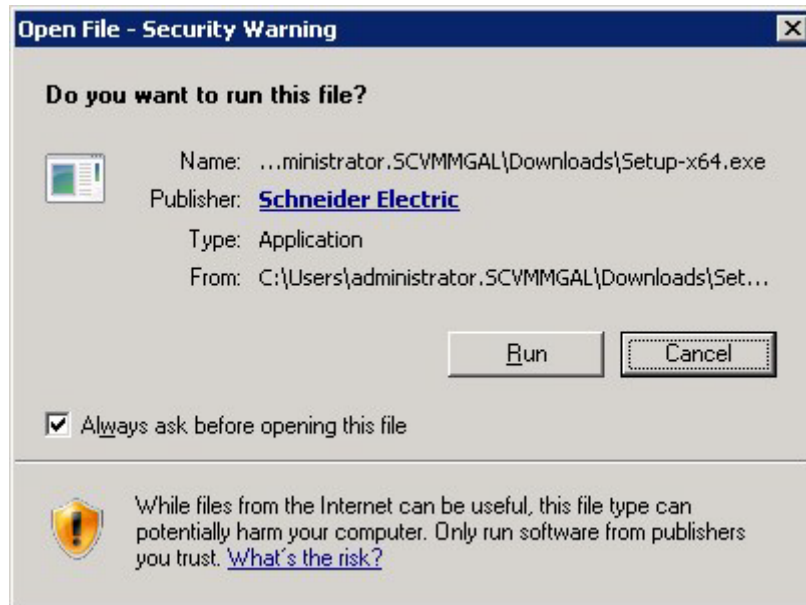 Open File - Security Warning
Do you want to run this file?
Name: ...ministrator.SCVMMGAL\Downloads\Setup-x64.exe
Publisher: Schneider Electric
Type: Application
From: C:\Users\administrator.SCVMMGAL\Downloads\Set...
Run Cancel
Always ask before opening this file
While files from the Internet can be useful, this file type can
potentially harm your computer. Only run software from publishers
you trust. What's the risk?